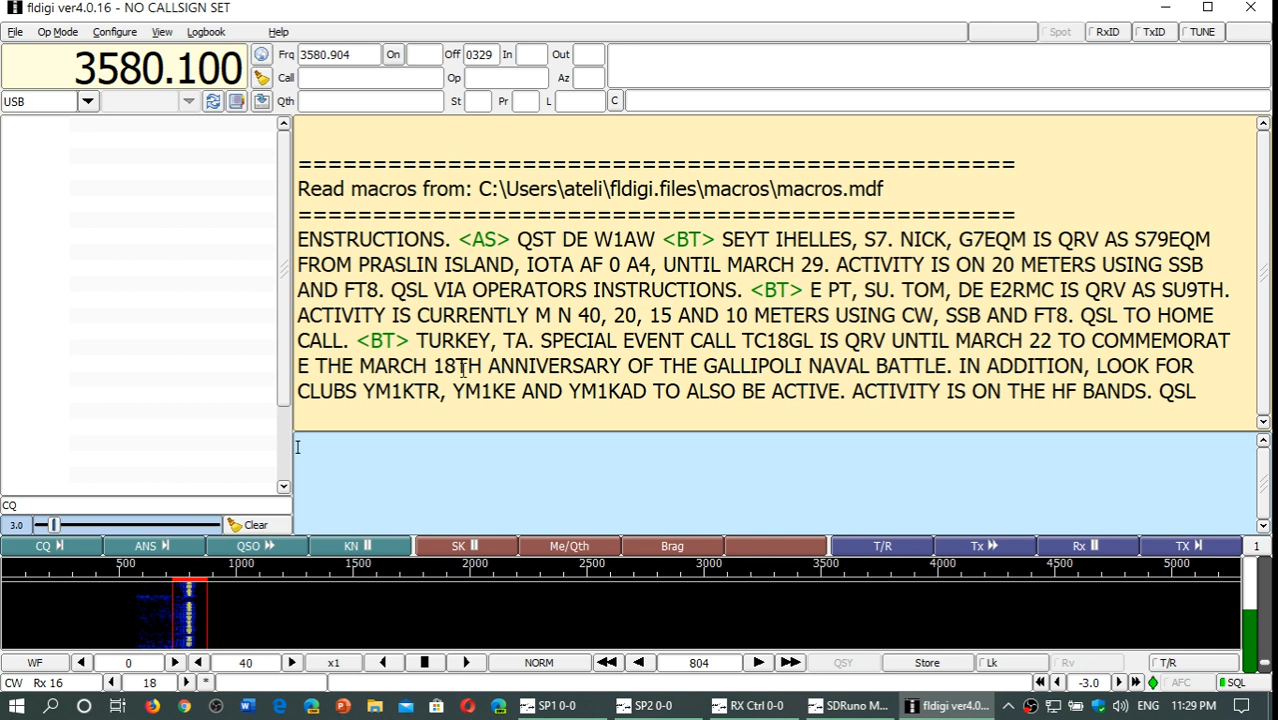 fldigi ver4.0.16 - NO CALLSIGN SET
File Op Mode Configure View Logbook Help Spot RxID TxID TUNE
3580.100
Frq 3580.904 On Off 0329 In Out
Call Op Az
USB Qth St Pr L C
==================================================
Read macros from: C:\Users\ateli\fldigi.files\macros\macros.mdf
==================================================
ENSTRUCTIONS. <AS> QST DE W1AW <BT> SEYT IHELLES, S7. NICK, G7EQM IS QRV AS S79EQM
FROM PRASLIN ISLAND, IOTA AF 0 A4, UNTIL MARCH 29. ACTIVITY IS ON 20 METERS USING SSB
AND FT8. QSL VIA OPERATORS INSTRUCTIONS. <BT> E PT, SU. TOM, DE E2RMC IS QRV AS SU9TH.
ACTIVITY IS CURRENTLY M N 40, 20, 15 AND 10 METERS USING CW, SSB AND FT8. QSL TO HOME
CALL. <BT> TURKEY, TA. SPECIAL EVENT CALL TC18GL IS QRV UNTIL MARCH 22 TO COMMEMORAT
E THE MARCH 18TH ANNIVERSARY OF THE GALLIPOLI NAVAL BATTLE. IN ADDITION, LOOK FOR
CLUBS YM1KTR, YM1KE AND YM1KAD TO ALSO BE ACTIVE. ACTIVITY IS ON THE HF BANDS. QSL
CQ
3.0 Clear
CQ ANS QSO KN SK Me/Qth Brag T/R Tx Rx TX 1
500 1000 1500 2000 2500 3000 3500 4000 4500 5000
WF 0 40 x1 NORM 804 QSY Store Lk Rv T/R
CW Rx 16 18 * -3.0 AFC SQL
SP1 0-0 SP2 0-0 RX Ctrl 0-0 SDRuno M... fldigi ver4.0... 11:29 PM